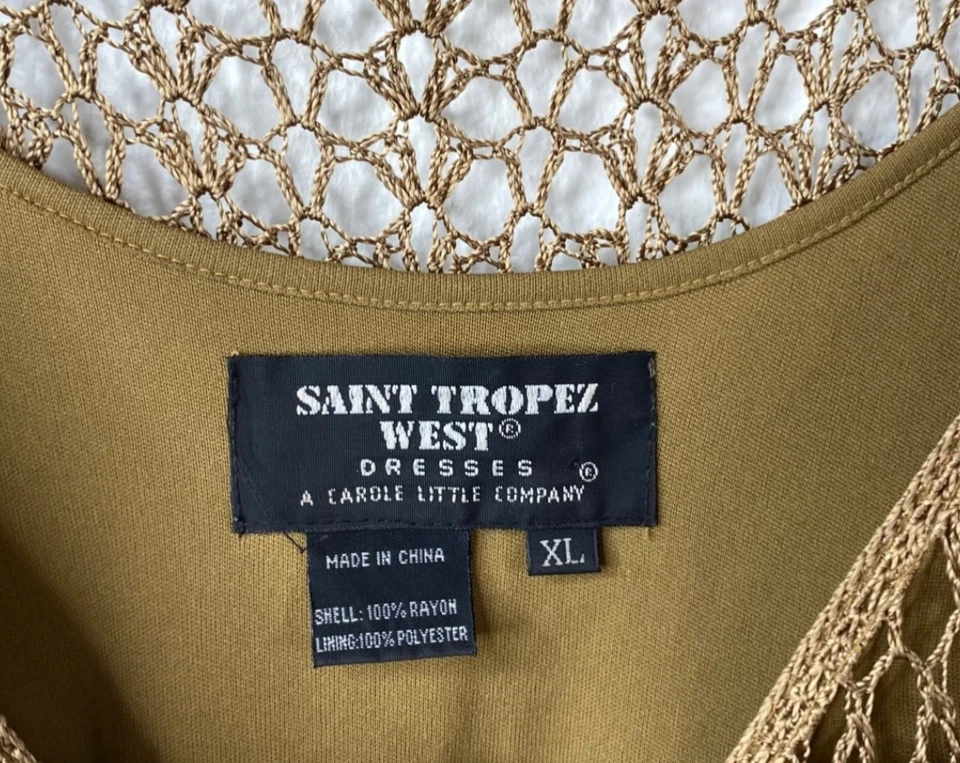 SAINT TROPEZ
WEST®
DRESSES ®
A CAROLE LITTLE COMPANY
MADE IN CHINA
XL
SHELL: 100% RAYON
LINING:100% POLYESTER